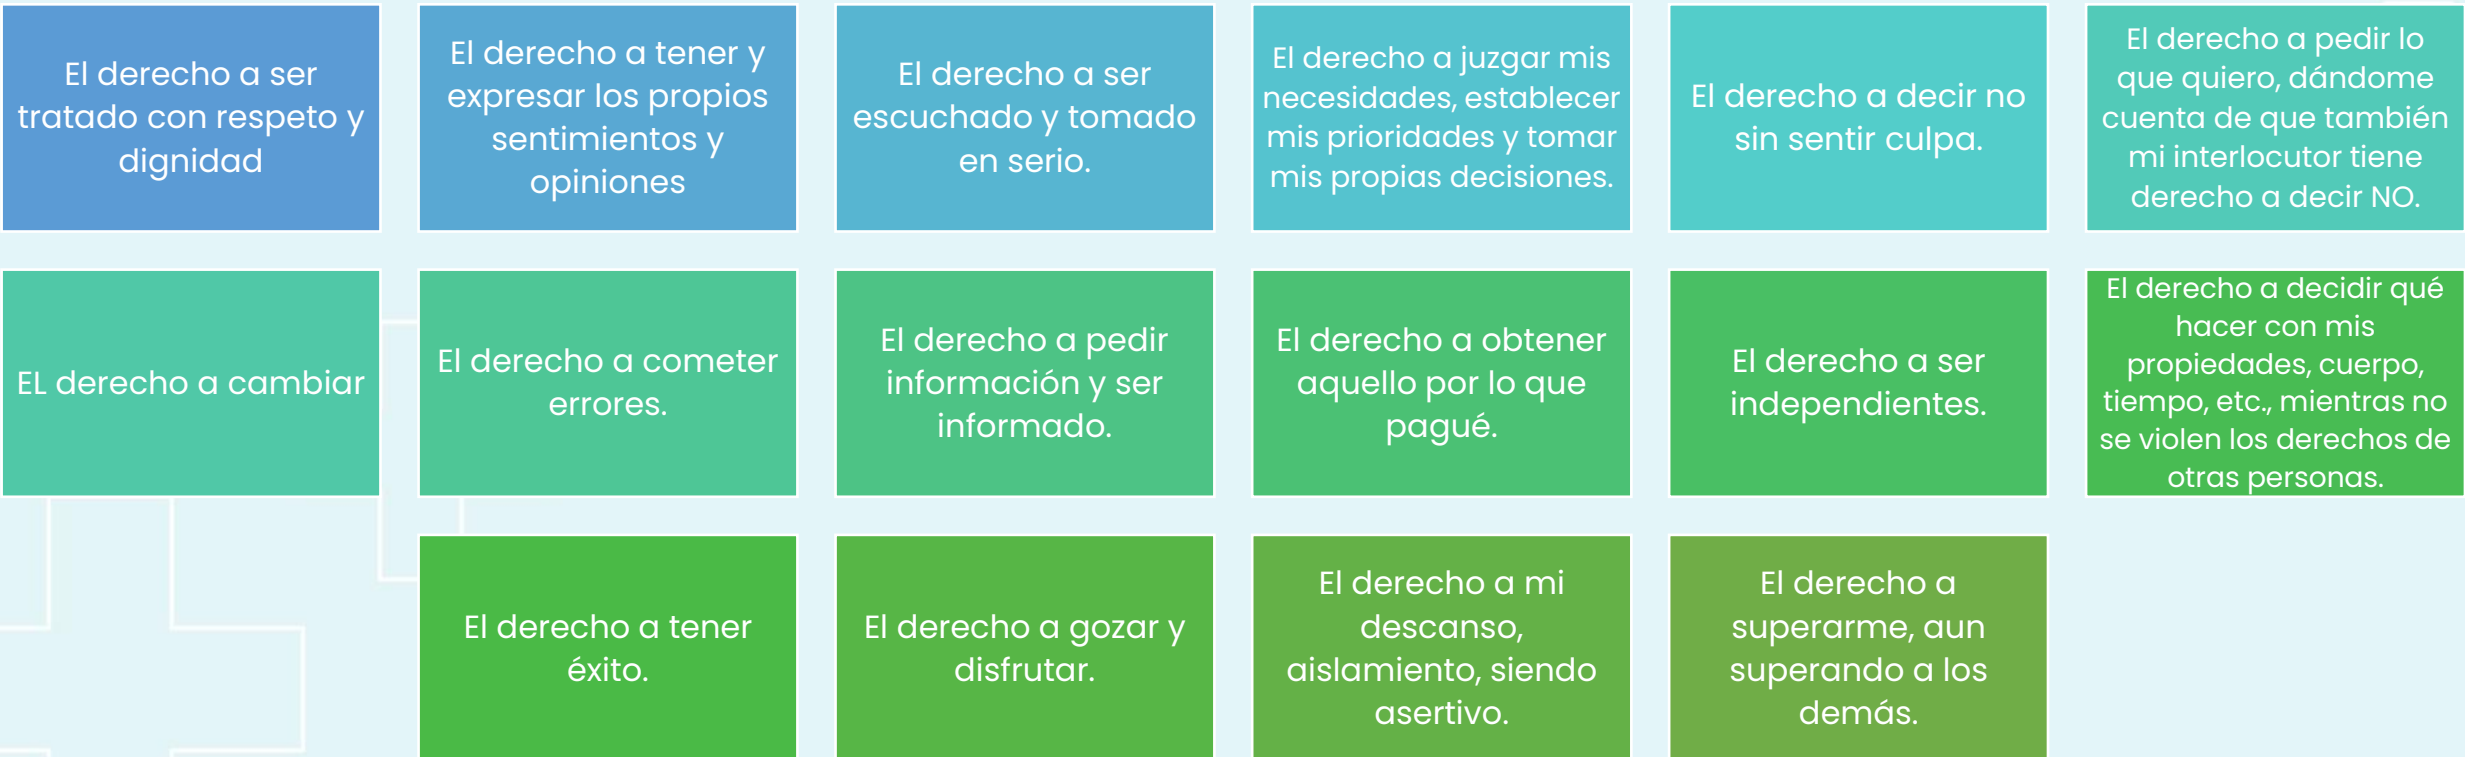 El derecho a ser
tratado con respeto y
dignidad
El derecho a tener y
expresar los propios
sentimientos y
opiniones
El derecho a ser
escuchado y tomado
en serio.
El derecho a juzgar mis
necesidades, establecer
mis prioridades y tomar
mis propias decisiones.
El derecho a decir no
sin sentir culpa.
El derecho a pedir lo
que quiero, dándome
cuenta de que también
mi interlocutor tiene
derecho a decir NO.
EL derecho a cambiar
El derecho a cometer
errores.
El derecho a pedir
información y ser
informado.
El derecho a obtener
aquello por lo que
pagué.
El derecho a ser
independientes.
El derecho a decidir qué
hacer con mis
propiedades, cuerpo,
tiempo, etc., mientras no
se violen los derechos de
otras personas.
El derecho a tener
éxito.
El derecho a gozar y
disfrutar.
El derecho a mi
descanso,
aislamiento, siendo
asertivo.
El derecho a
superarme, aun
superando a los
demás.